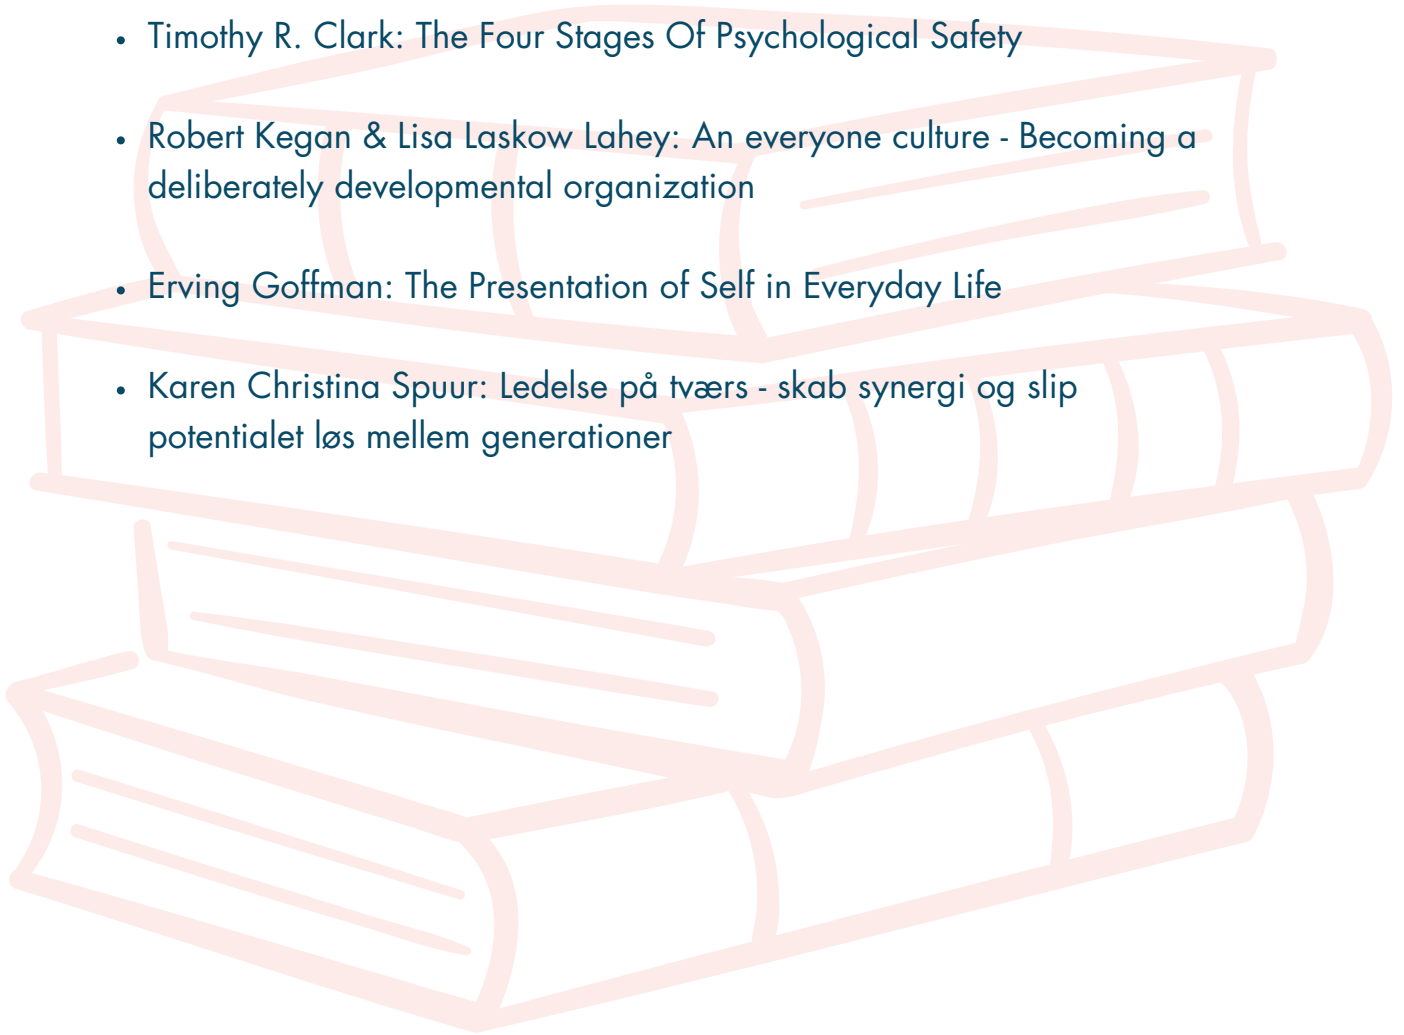 • Timothy R. Clark: The Four Stages Of Psychological Safety
• Robert Kegan & Lisa Laskow Lahey: An everyone culture - Becoming a
deliberately developmental organization
• Erving Goffman: The Presentation of Self in Everyday Life
• Karen Christina Spuur: Ledelse på tværs - skab synergi og slip
potentialet løs mellem generationer